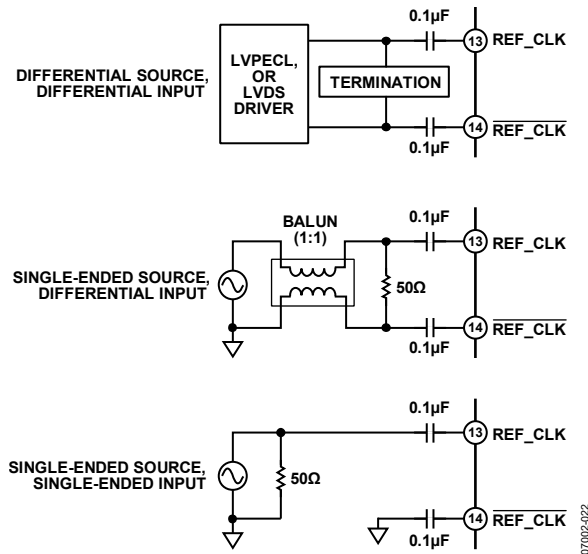 DIFFERENTIAL SOURCE,
DIFFERENTIAL INPUT
LVPECL,
OR
LVDS
DRIVER
TERMINATION
0.1µF
13
REF_CLK
14
REF_CLK
0.1µF
SINGLE-ENDED SOURCE,
DIFFERENTIAL INPUT
BALUN
(1:1)
50Ω
0.1µF
13
REF_CLK
14
REF_CLK
0.1µF
SINGLE-ENDED SOURCE,
SINGLE-ENDED INPUT
50Ω
0.1µF
13
REF_CLK
14
REF_CLK
0.1µF
07002-022